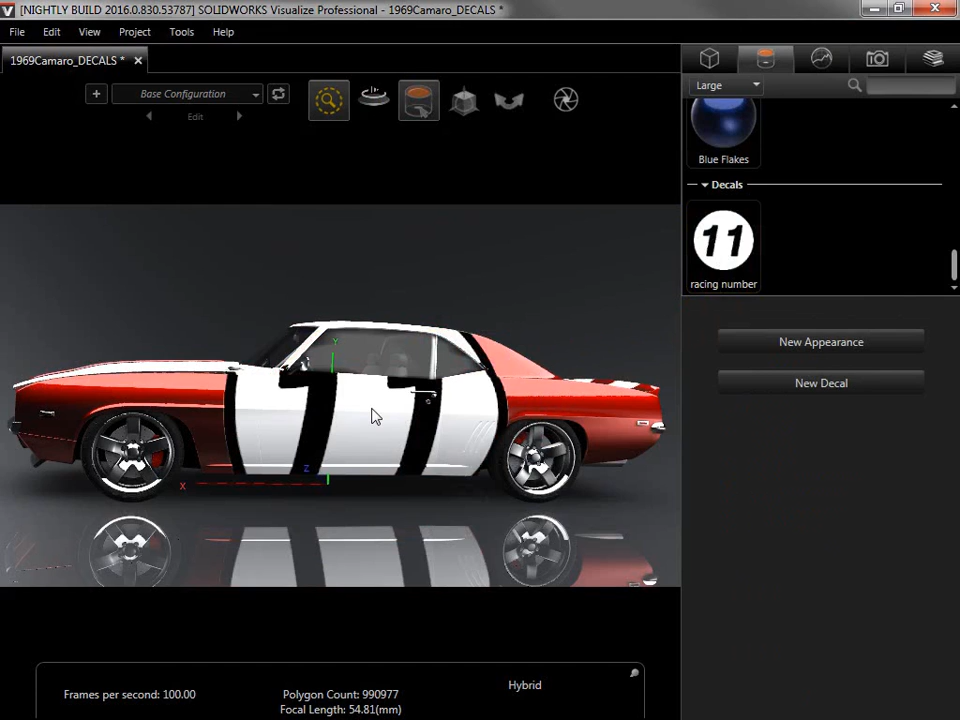 [NIGHTLY BUILD 2016.0.830.53787] SOLIDWORKS Visualize Professional - 1969Camaro_DECALS *
File Edit View Project Tools Help
1969Camaro_DECALS *
Base Configuration
Edit
Large
Blue Flakes
Decals
11
racing number
New Appearance
New Decal
11
Y
X
Z
Frames per second: 100.00
Polygon Count: 990977
Focal Length: 54.81(mm)
Hybrid